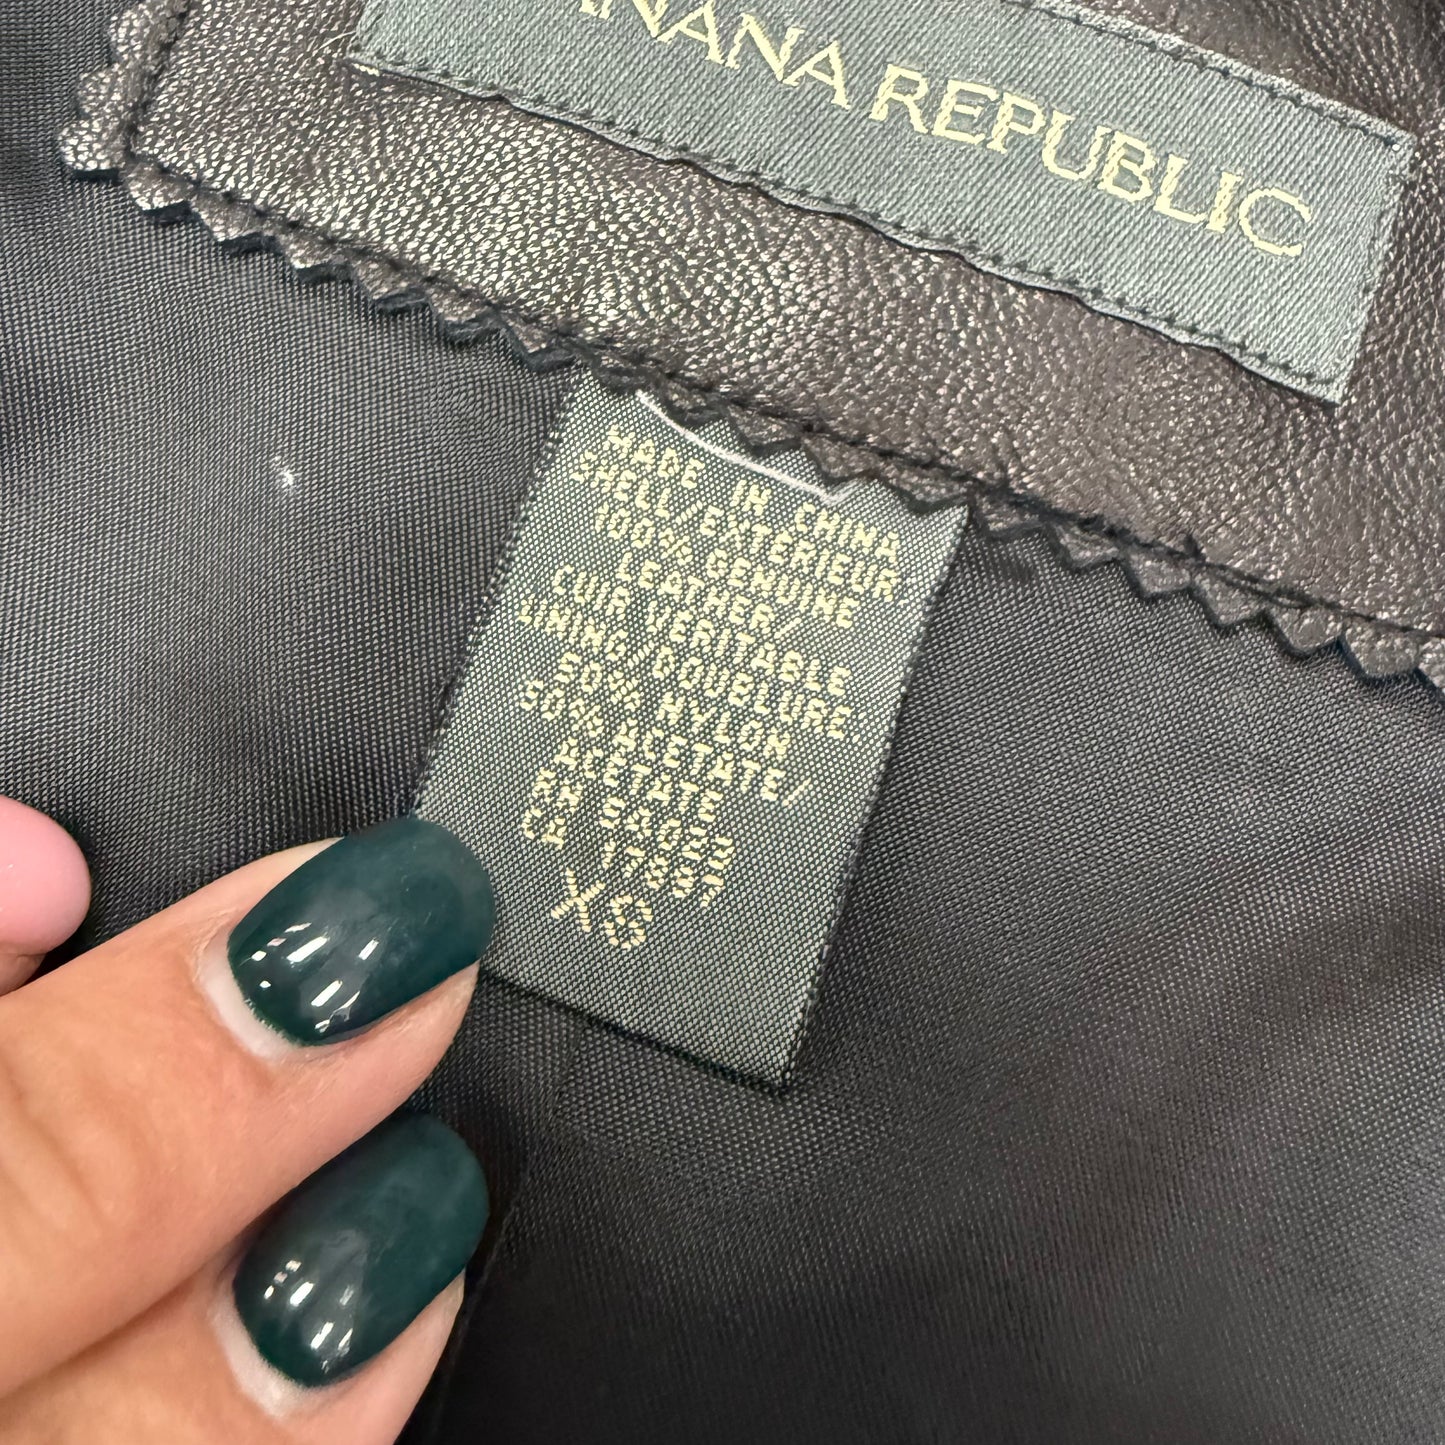 ANANA REPUBLIC
MADE IN CHINA
SHELL/EXTERIEUR
100% GENUINE
LEATHER/
CUIR VERITABLE
LINING/DOUBLURE
50% NYLON
50% ACETATE/
ACETATE
RN 54023
CA 17897
XS